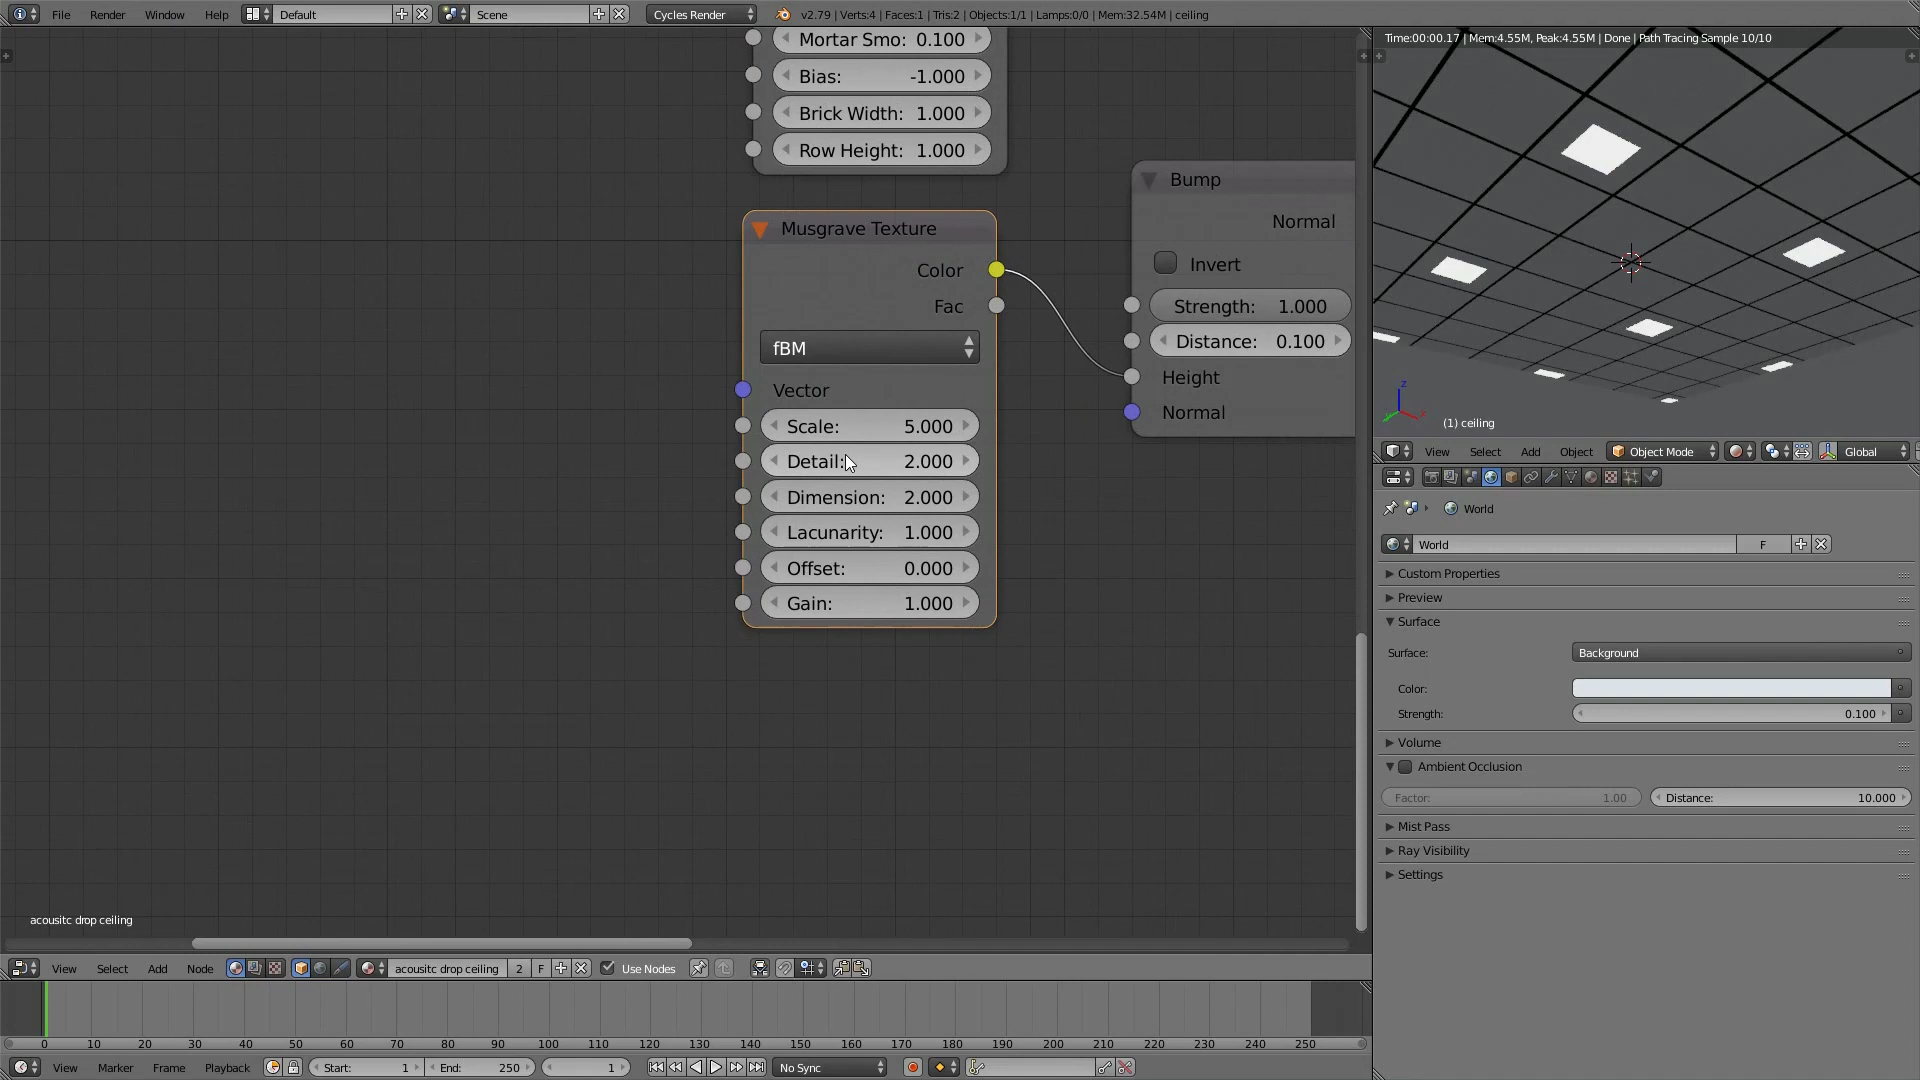 File Render Window Help Default Scene Cycles Render v2.79 | Verts:4 | Faces:1 | Tris:2 | Objects:1/1 | Lamps:0/0 | Mem:32.54M | ceiling
Time:00:00.17 | Mem:4.55M, Peak:4.55M | Done | Path Tracing Sample 10/10
Mortar Smo: 0.100
Bias: -1.000
Brick Width: 1.000
Row Height: 1.000
Musgrave Texture
Color
Fac
fBM
Vector
Scale: 5.000
Detail: 2.000
Dimension: 2.000
Lacunarity: 1.000
Offset: 0.000
Gain: 1.000
Bump
Normal
Invert
Strength: 1.000
Distance: 0.100
Height
Normal
z
x
y
(1) ceiling
View Select Add Object Object Mode Global
World
World F
Custom Properties
Preview
Surface
Surface: Background
Color:
Strength: 0.100
Volume
Ambient Occlusion
Factor: 1.00 Distance: 10.000
Mist Pass
Ray Visibility
Settings
acousitc drop ceiling
View Select Add Node acousitc drop ceiling 2 F Use Nodes
0 10 20 30 40 50 60 70 80 90 100 110 120 130 140 150 160 170 180 190 200 210 220 230 240 250
View Marker Frame Playback Start: 1 End: 250 1 No Sync